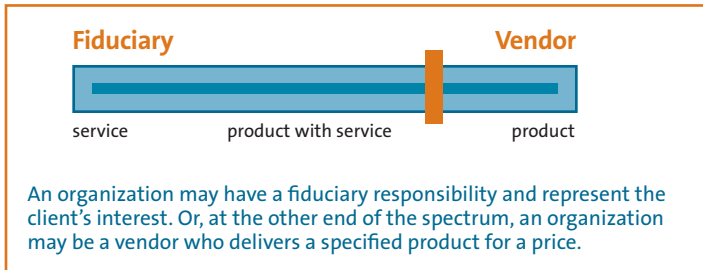 Fiduciary Vendor
service product with service product
An organization may have a fiduciary responsibility and represent the
client’s interest. Or, at the other end of the spectrum, an organization
may be a vendor who delivers a specified product for a price.